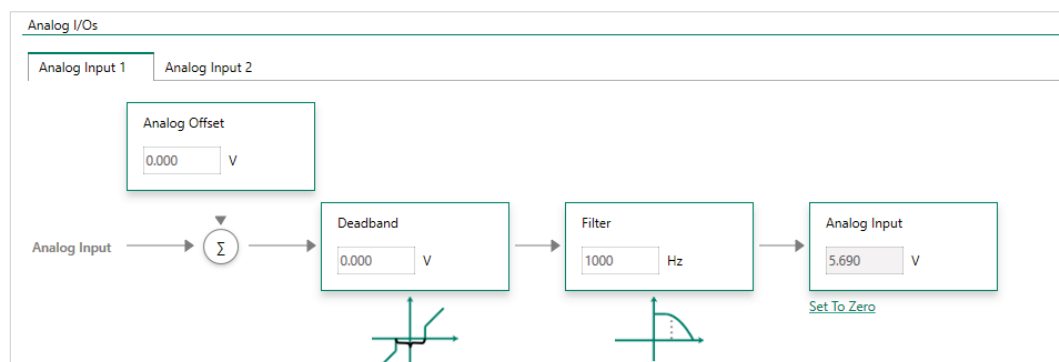 Analog I/Os
Analog Input 1
Analog Input 2
Analog Offset
0.000 V
Analog Input
Σ
Deadband
0.000 V
Filter
1000 Hz
Analog Input
5.690 V
Set To Zero